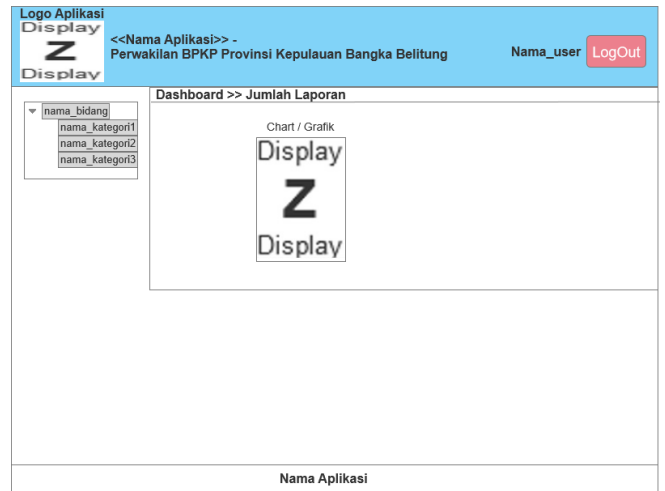 Logo Aplikasi
Display
Z
Display
<<Nama Aplikasi>> -
Perwakilan BPKP Provinsi Kepulauan Bangka Belitung
Nama_user
LogOut
nama_bidang
nama_kategori1
nama_kategori2
nama_kategori3
Dashboard >> Jumlah Laporan
Chart / Grafik
Display
Z
Display
Nama Aplikasi